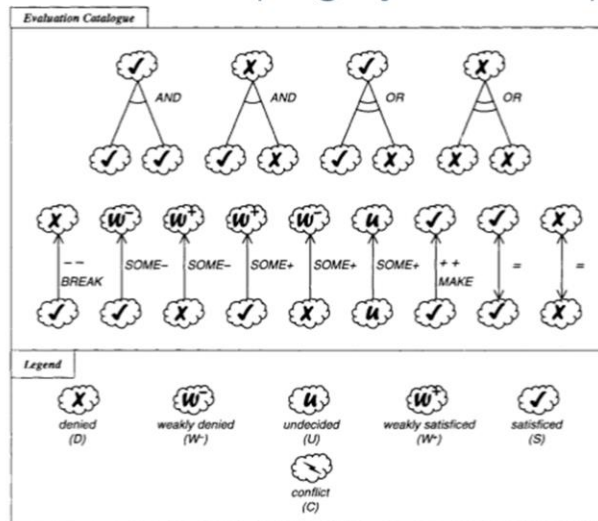 Evaluation Catalogue
AND
AND
OR
OR
W⁻ W⁺ W⁺ W⁻ u
– –
BREAK
SOME–
SOME–
SOME+
SOME+
SOME+
+ +
MAKE
=
=
u
Legend
W⁻ u W⁺
denied
(D)
weakly denied
(W⁻)
undecided
(U)
weakly satisficed
(W⁺)
satisficed
(S)
conflict
(C)